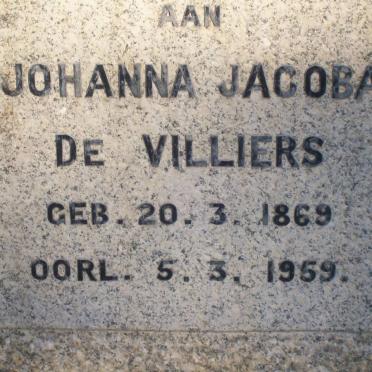 AAN
JOHANNA JACOBA
DE VILLIERS
GEB. 20. 3. 1869
OORL. 5. 3. 1959.